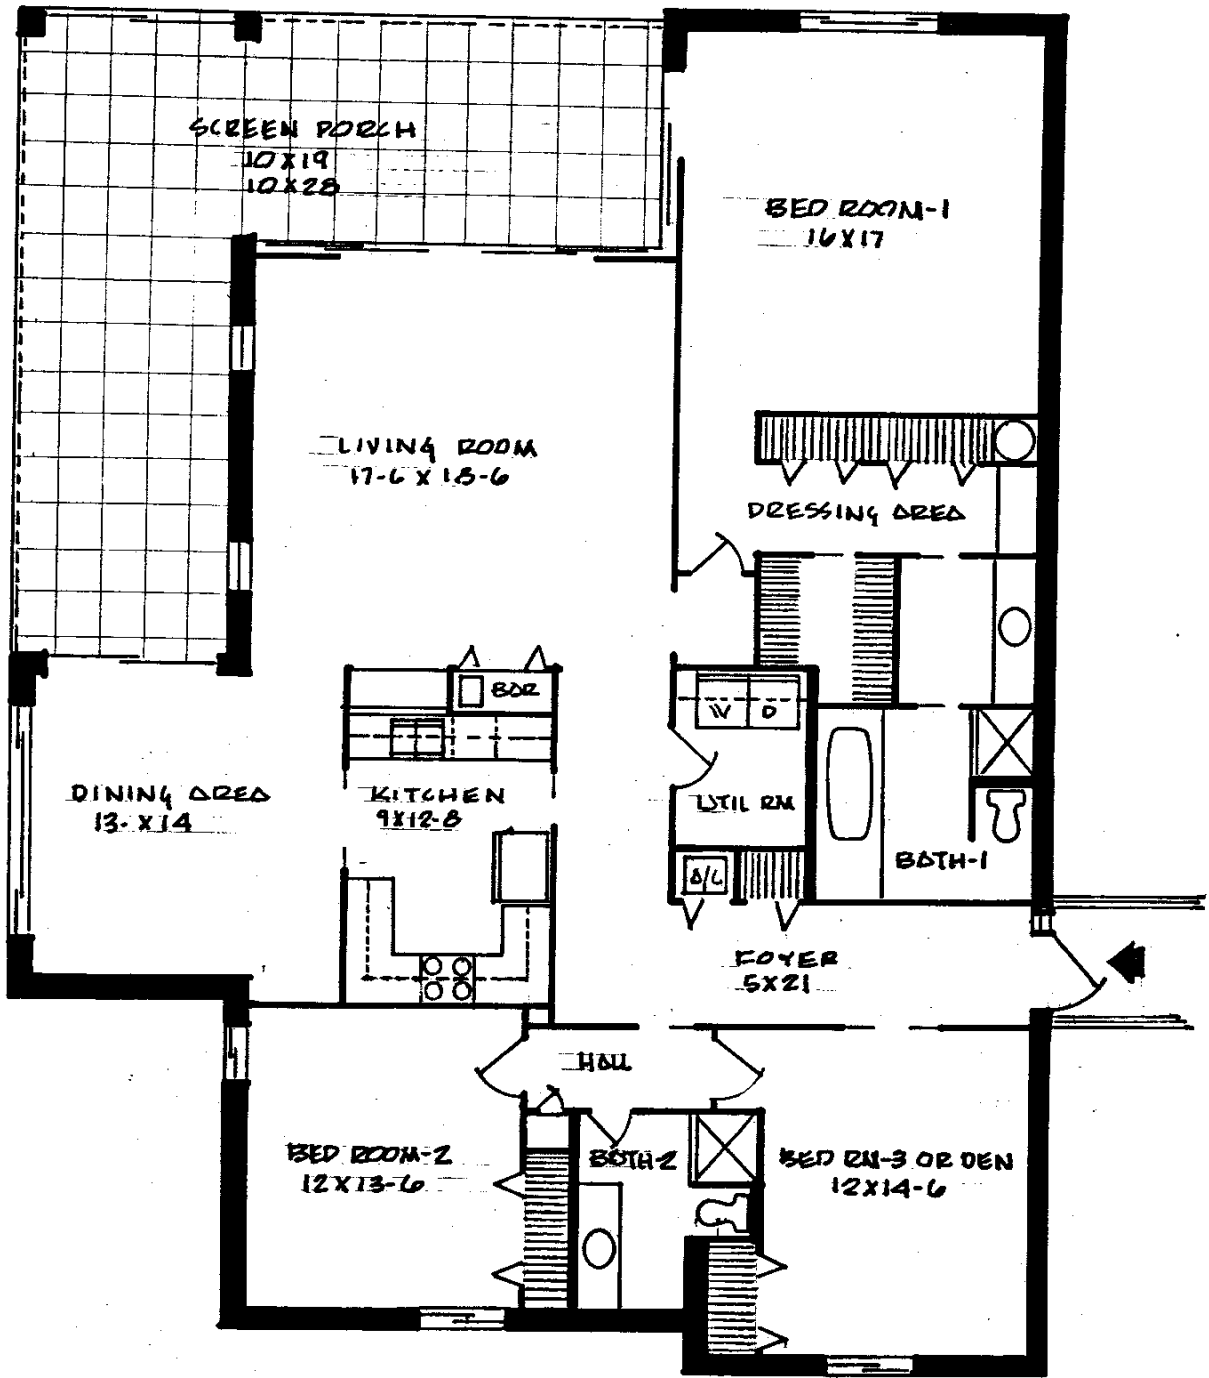 SCREEN PORCH
10X19
10X28
BED ROOM-1
16X17
LIVING ROOM
17-6 X 18-6
DRESSING AREA
BAR
W D
DINING AREA
13- X14
KITCHEN
9X12-8
UTIL RM
BATH-1
A/C
FOYER
5X21
HALL
BED ROOM-2
12X13-6
BATH-2
BED RM-3 OR DEN
12X14-6